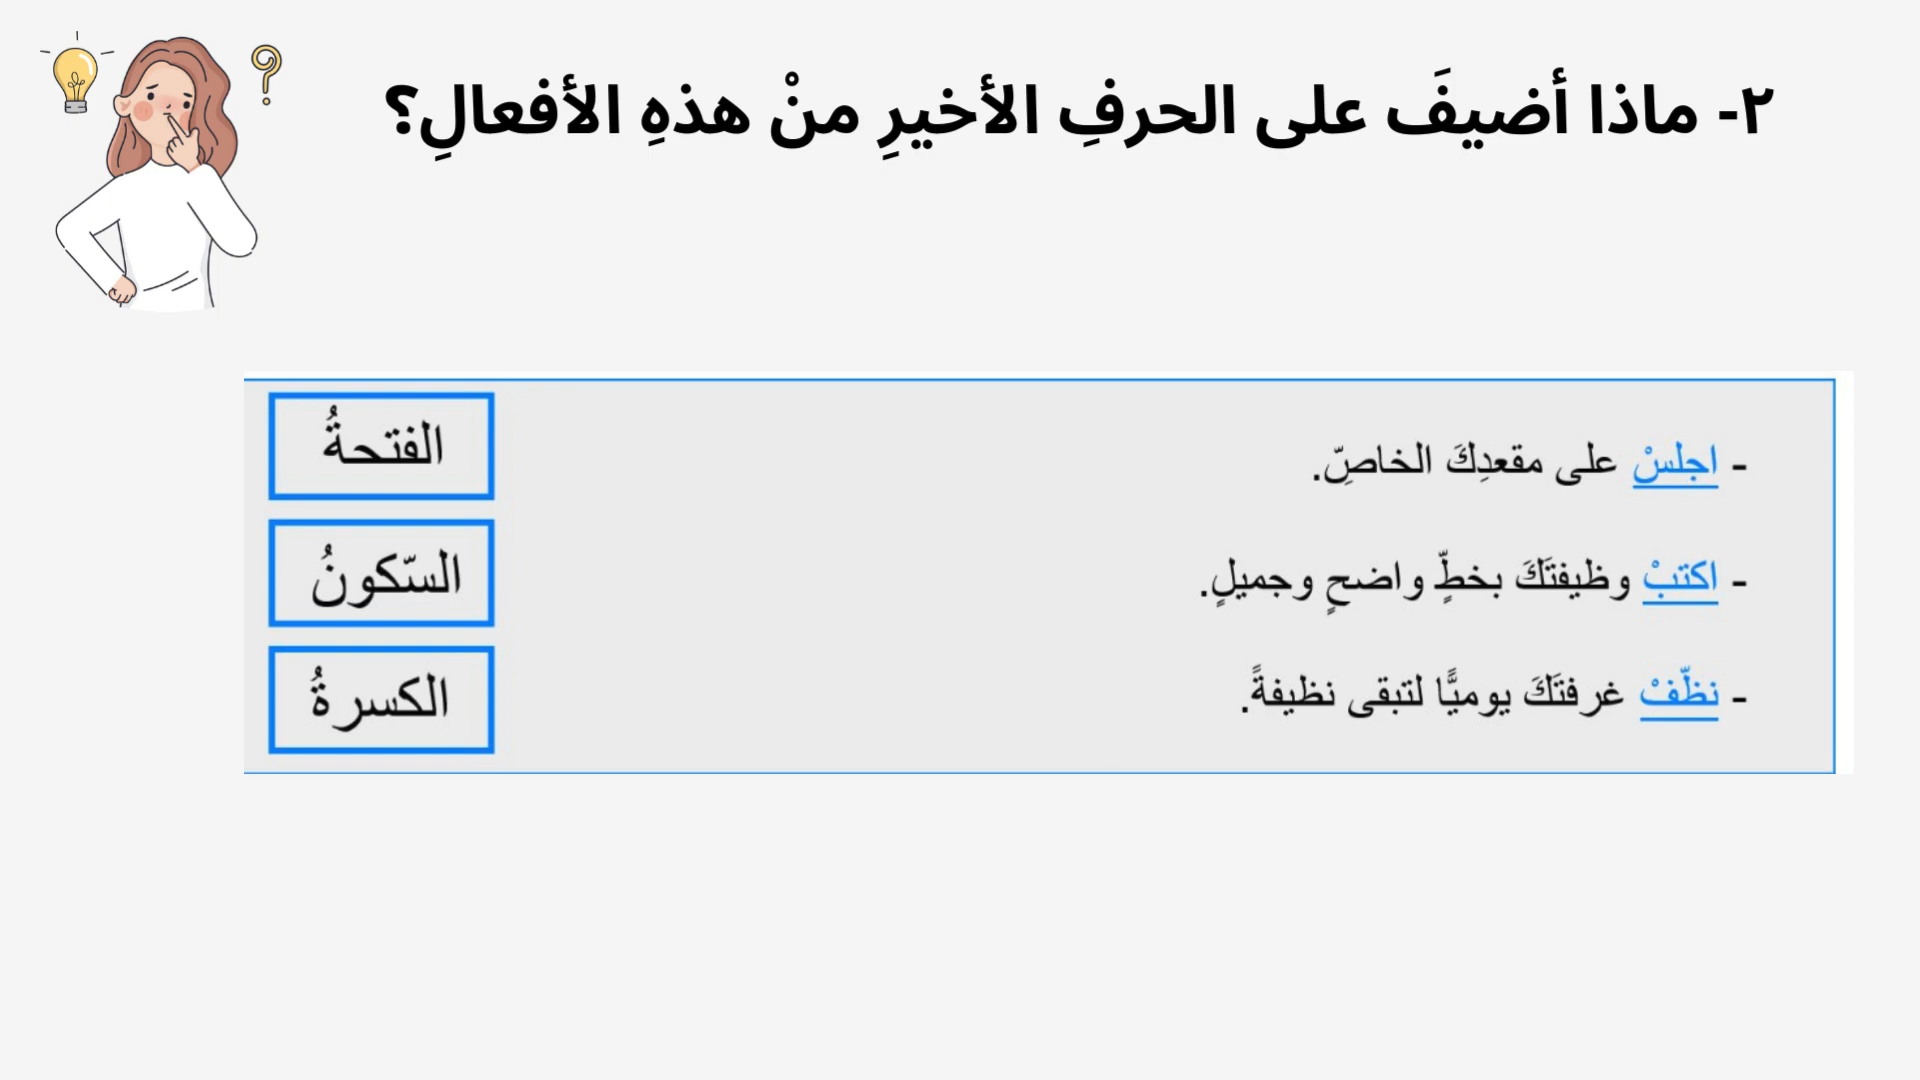 ٢- ماذا أضيفَ على الحرفِ الأخيرِ منْ هذهِ الأفعالِ؟
- اجلسْ على مقعدِكَ الخاصِّ.
- اكتبْ وظيفتَكَ بخطٍّ واضحٍ وجميلٍ.
- نظّفْ غرفتَكَ يوميًّا لتبقى نظيفةً.
الفتحةُ
السّكونُ
الكسرةُ